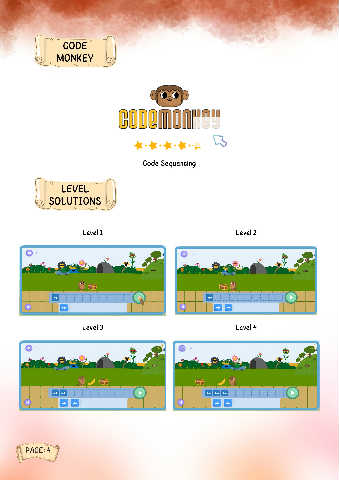 CODE
MONKEY
CODEMONKEY
Code Sequencing
LEVEL
SOLUTIONS
Level 1
Level 2
Level 3
Level 4
PAGE: 4